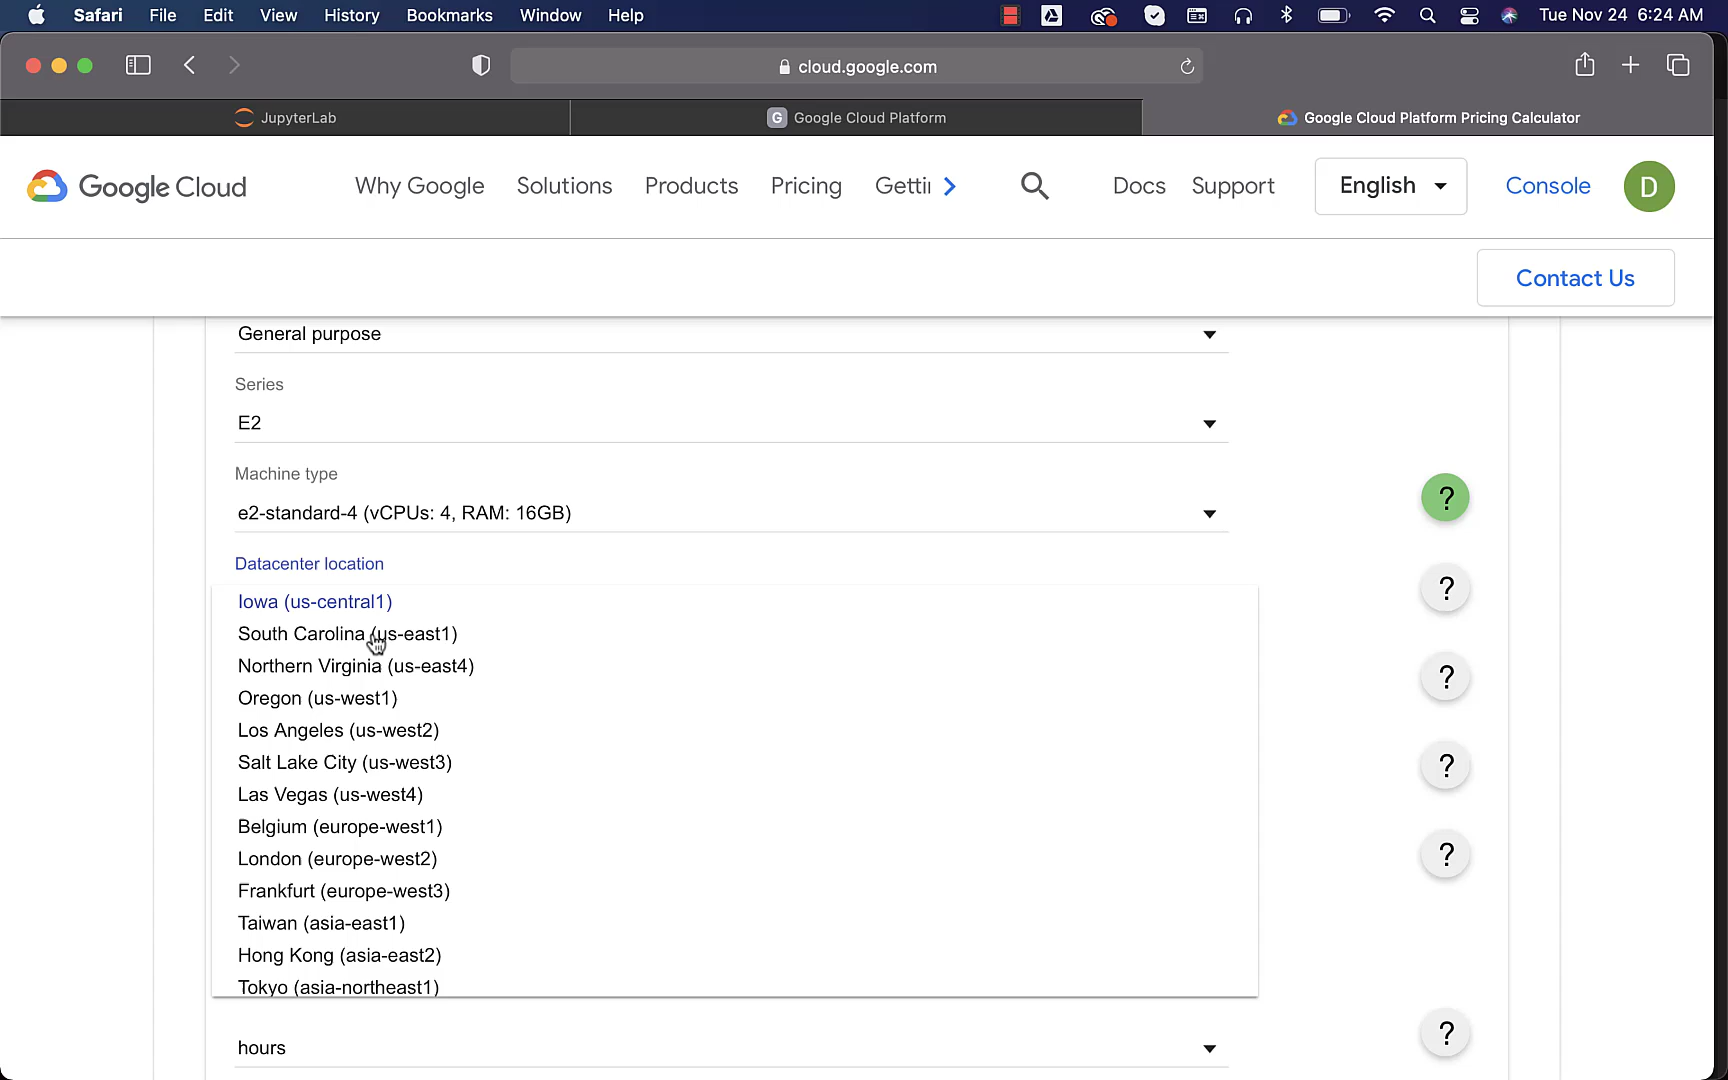 Safari File Edit View History Bookmarks Window Help Tue Nov 24 6:24 AM
cloud.google.com
JupyterLab
G Google Cloud Platform
Google Cloud Platform Pricing Calculator
Google Cloud Why Google Solutions Products Pricing Getti Docs Support English Console D
Contact Us
General purpose
Series
E2
Machine type
e2-standard-4 (vCPUs: 4, RAM: 16GB)
?
Datacenter location
?
Iowa (us-central1)
South Carolina (us-east1)
Northern Virginia (us-east4)
?
Oregon (us-west1)
Los Angeles (us-west2)
Salt Lake City (us-west3)
?
Las Vegas (us-west4)
Belgium (europe-west1)
London (europe-west2)
?
Frankfurt (europe-west3)
Taiwan (asia-east1)
Hong Kong (asia-east2)
Tokyo (asia-northeast1)
hours
?